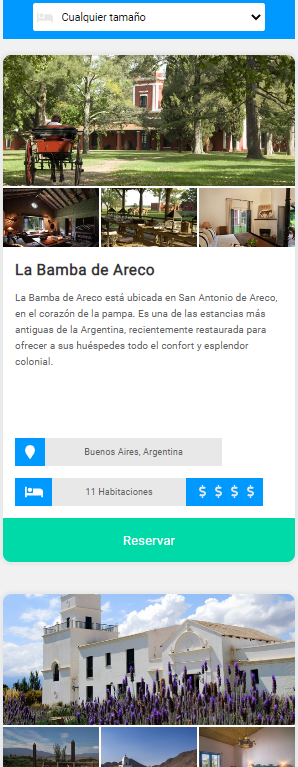 Cualquier tamaño
La Bamba de Areco
La Bamba de Areco está ubicada en San Antonio de Areco,
en el corazón de la pampa. Es una de las estancias más
antiguas de la Argentina, recientemente restaurada para
ofrecer a sus huéspedes todo el confort y esplendor
colonial.
Buenos Aires, Argentina
11 Habitaciones $ $ $ $
Reservar